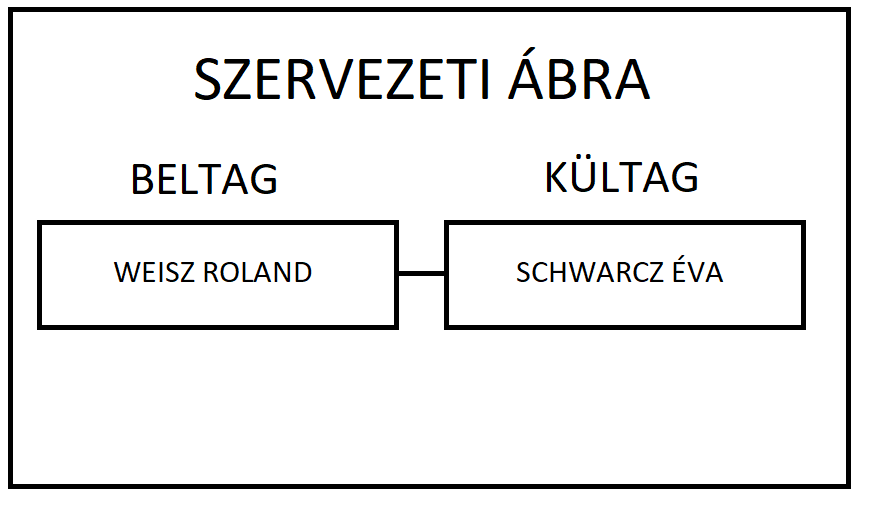 SZERVEZETI ÁBRA
BELTAG
KÜLTAG
WEISZ ROLAND
SCHWARCZ ÉVA